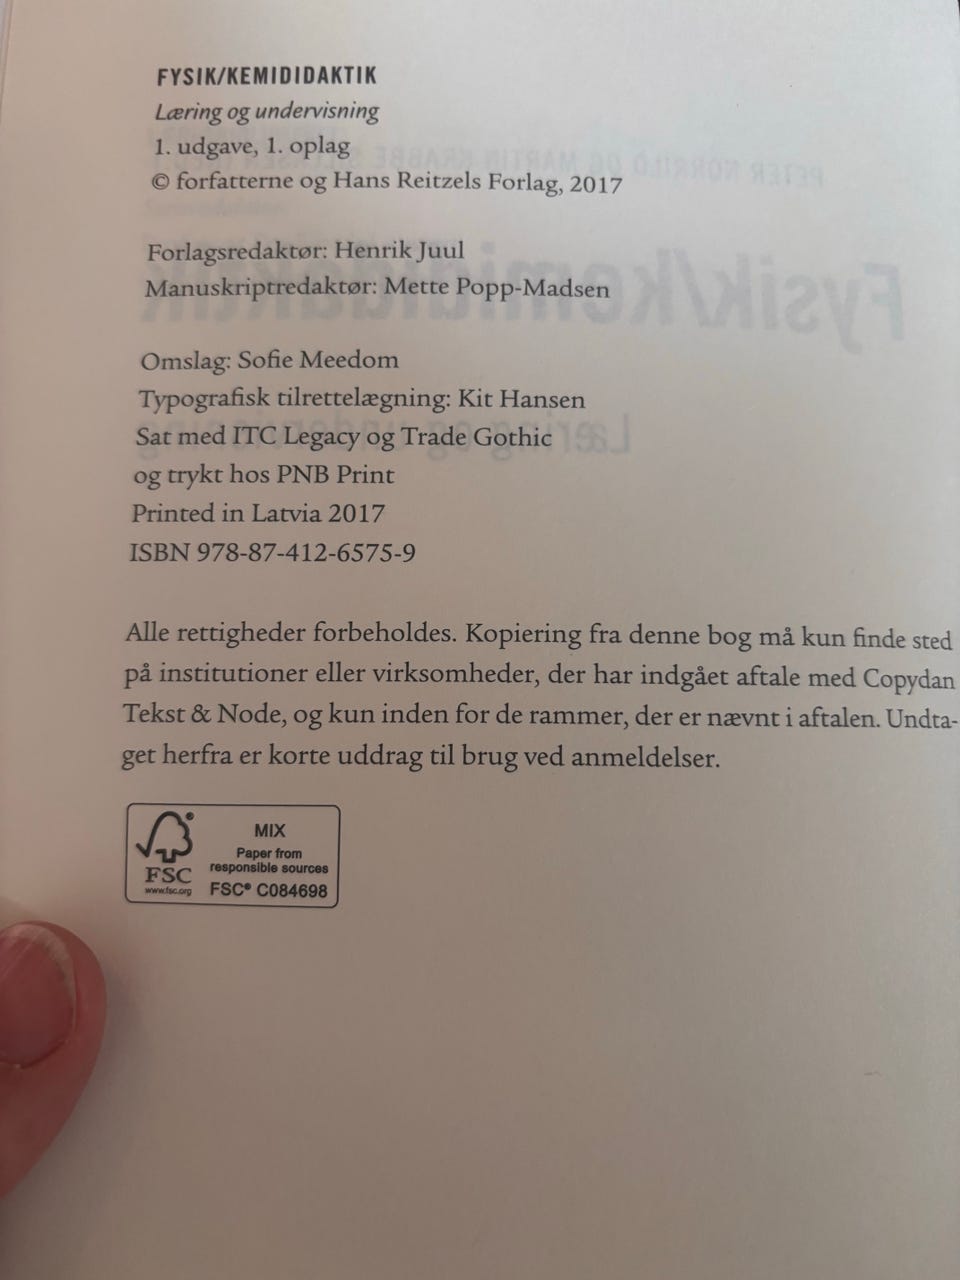 FYSIK/KEMIDIDAKTIK
Læring og undervisning
1. udgave, 1. oplag
© forfatterne og Hans Reitzels Forlag, 2017
Forlagsredaktør: Henrik Juul
Manuskriptredaktør: Mette Popp-Madsen
Omslag: Sofie Meedom
Typografisk tilrettelægning: Kit Hansen
Sat med ITC Legacy og Trade Gothic
og trykt hos PNB Print
Printed in Latvia 2017
ISBN 978-87-412-6575-9
Alle rettigheder forbeholdes. Kopiering fra denne bog må kun finde sted
på institutioner eller virksomheder, der har indgået aftale med Copydan
Tekst & Node, og kun inden for de rammer, der er nævnt i aftalen. Undta-
get herfra er korte uddrag til brug ved anmeldelser.
FSC
www.fsc.org
MIX
Paper from
responsible sources
FSC® C084698